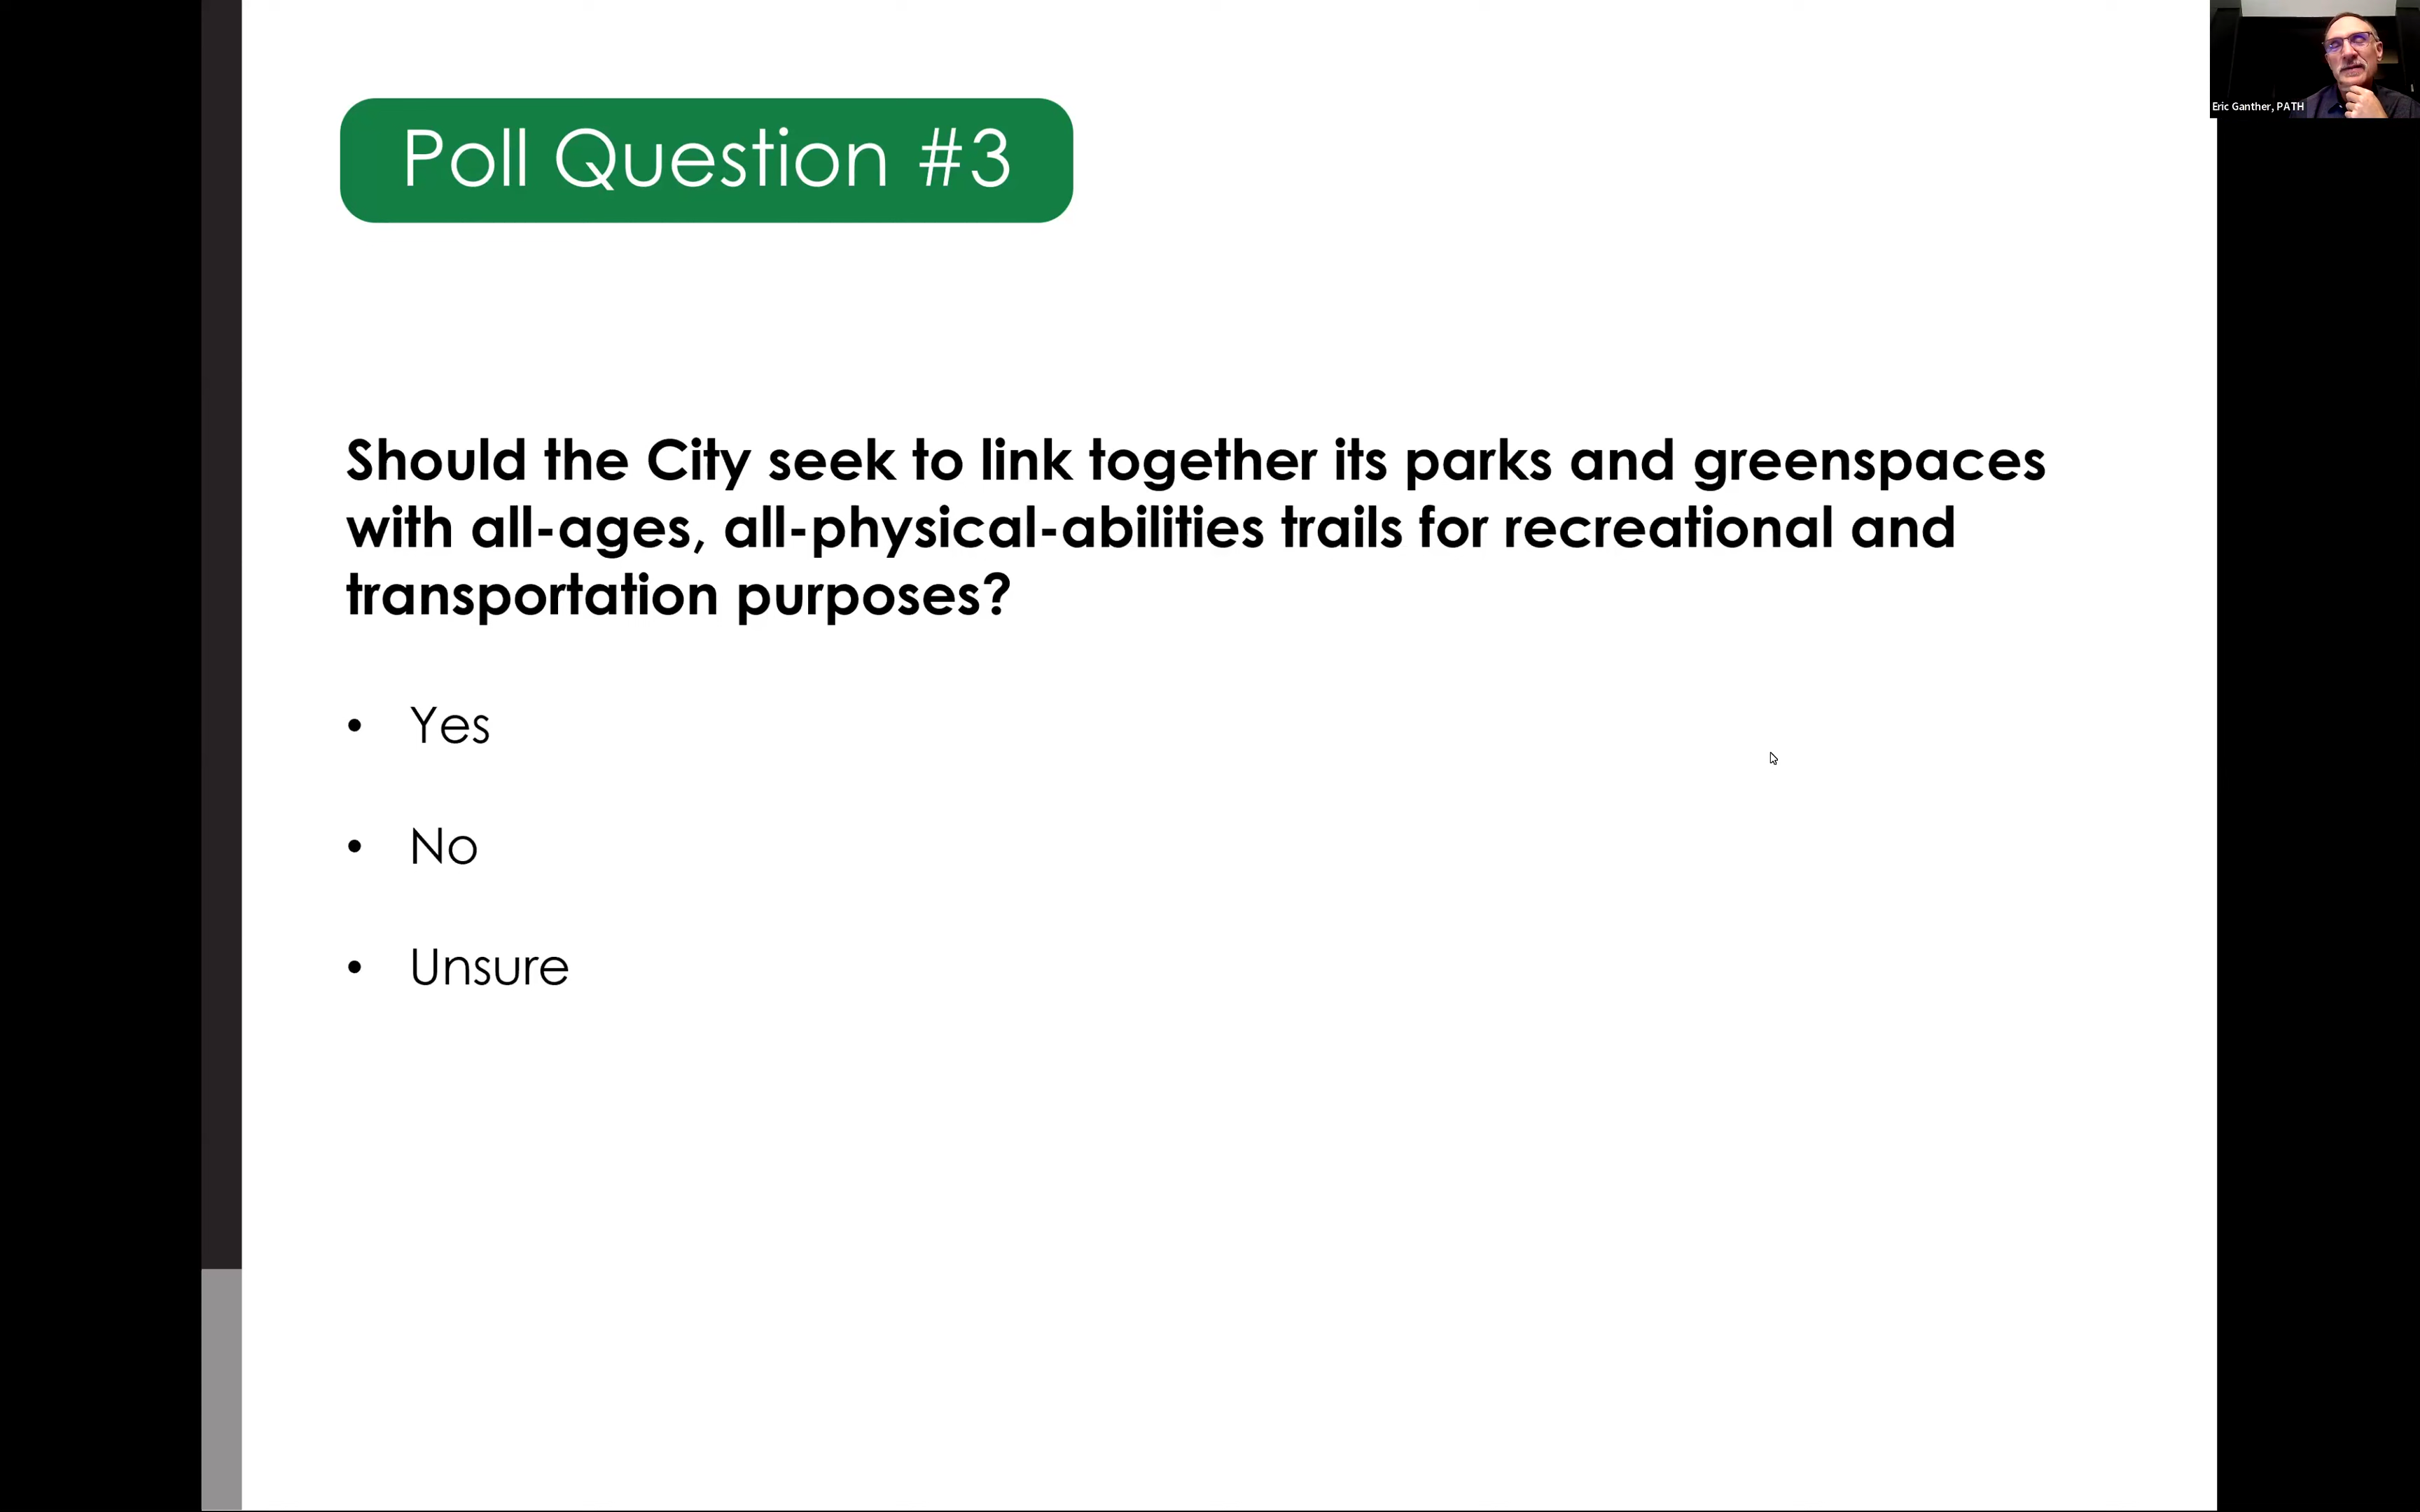 Poll Question #3
Eric Ganther, PATH
Should the City seek to link together its parks and greenspaces
with all-ages, all-physical-abilities trails for recreational and
transportation purposes?
• Yes
• No
• Unsure